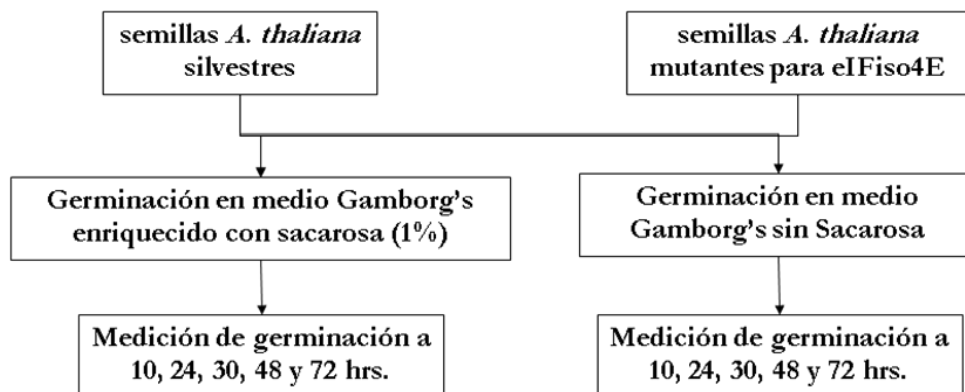 semillas A. thaliana
silvestres
semillas A. thaliana
mutantes para eIFiso4E
Germinación en medio Gamborg’s
enriquecido con sacarosa (1%)
Germinación en medio
Gamborg’s sin Sacarosa
Medición de germinación a
10, 24, 30, 48 y 72 hrs.
Medición de germinación a
10, 24, 30, 48 y 72 hrs.